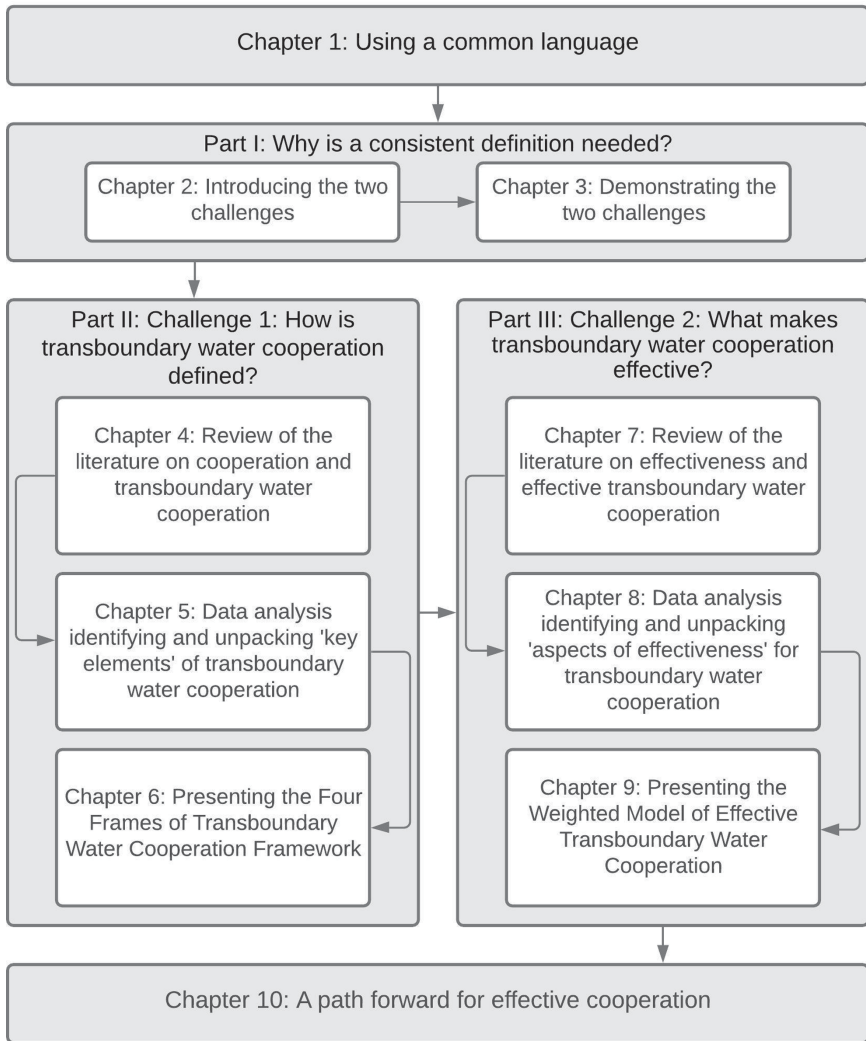 Chapter 1: Using a common language
Part I: Why is a consistent definition needed?
Chapter 2: Introducing the two
challenges
Chapter 3: Demonstrating the
two challenges
Part II: Challenge 1: How is
transboundary water cooperation
defined?
Chapter 4: Review of the
literature on cooperation and
transboundary water
cooperation
Chapter 5: Data analysis
identifying and unpacking 'key
elements' of transboundary
water cooperation
Chapter 6: Presenting the Four
Frames of Transboundary
Water Cooperation Framework
Part III: Challenge 2: What makes
transboundary water cooperation
effective?
Chapter 7: Review of the
literature on effectiveness and
effective transboundary water
cooperation
Chapter 8: Data analysis
identifying and unpacking
'aspects of effectiveness' for
transboundary water
cooperation
Chapter 9: Presenting the
Weighted Model of Effective
Transboundary Water
Cooperation
Chapter 10: A path forward for effective cooperation